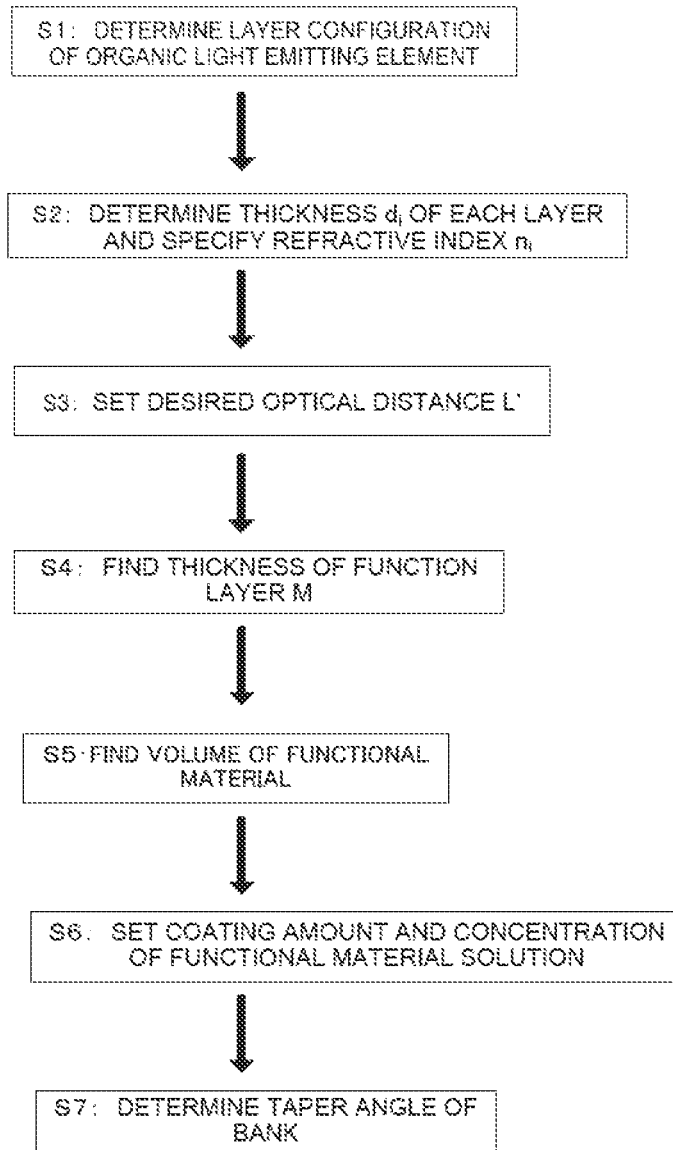 S1: DETERMINE LAYER CONFIGURATION
OF ORGANIC LIGHT EMITTING ELEMENT
S2: DETERMINE THICKNESS dᵢ OF EACH LAYER
AND SPECIFY REFRACTIVE INDEX nᵢ
S3: SET DESIRED OPTICAL DISTANCE L'
S4: FIND THICKNESS OF FUNCTION
LAYER M
S5: FIND VOLUME OF FUNCTIONAL
MATERIAL
S6: SET COATING AMOUNT AND CONCENTRATION
OF FUNCTIONAL MATERIAL SOLUTION
S7: DETERMINE TAPER ANGLE OF
BANK